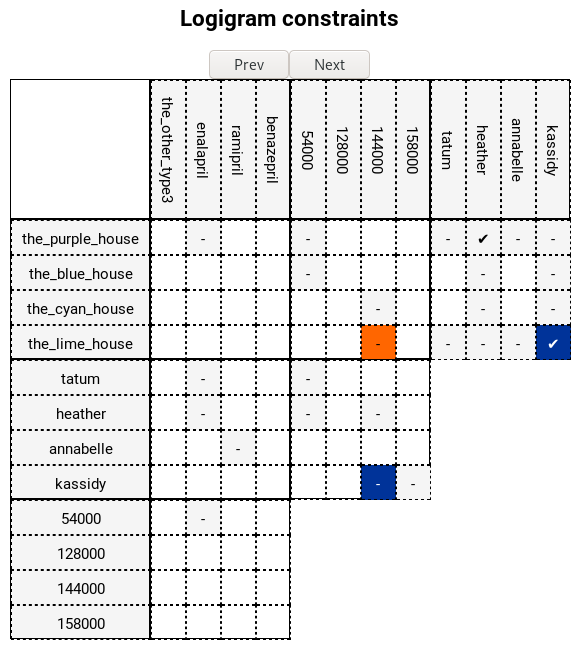 Logigram constraints
Prev Next
the_other_type3 enalapril ramipril benazepril 54000 128000 144000 158000 tatum heather annabelle kassidy
the_purple_house - - - ✔ - -
the_blue_house - - -
the_cyan_house - - -
the_lime_house - - - - ✔
tatum - -
heather - - -
annabelle -
kassidy - -
54000 -
128000
144000
158000